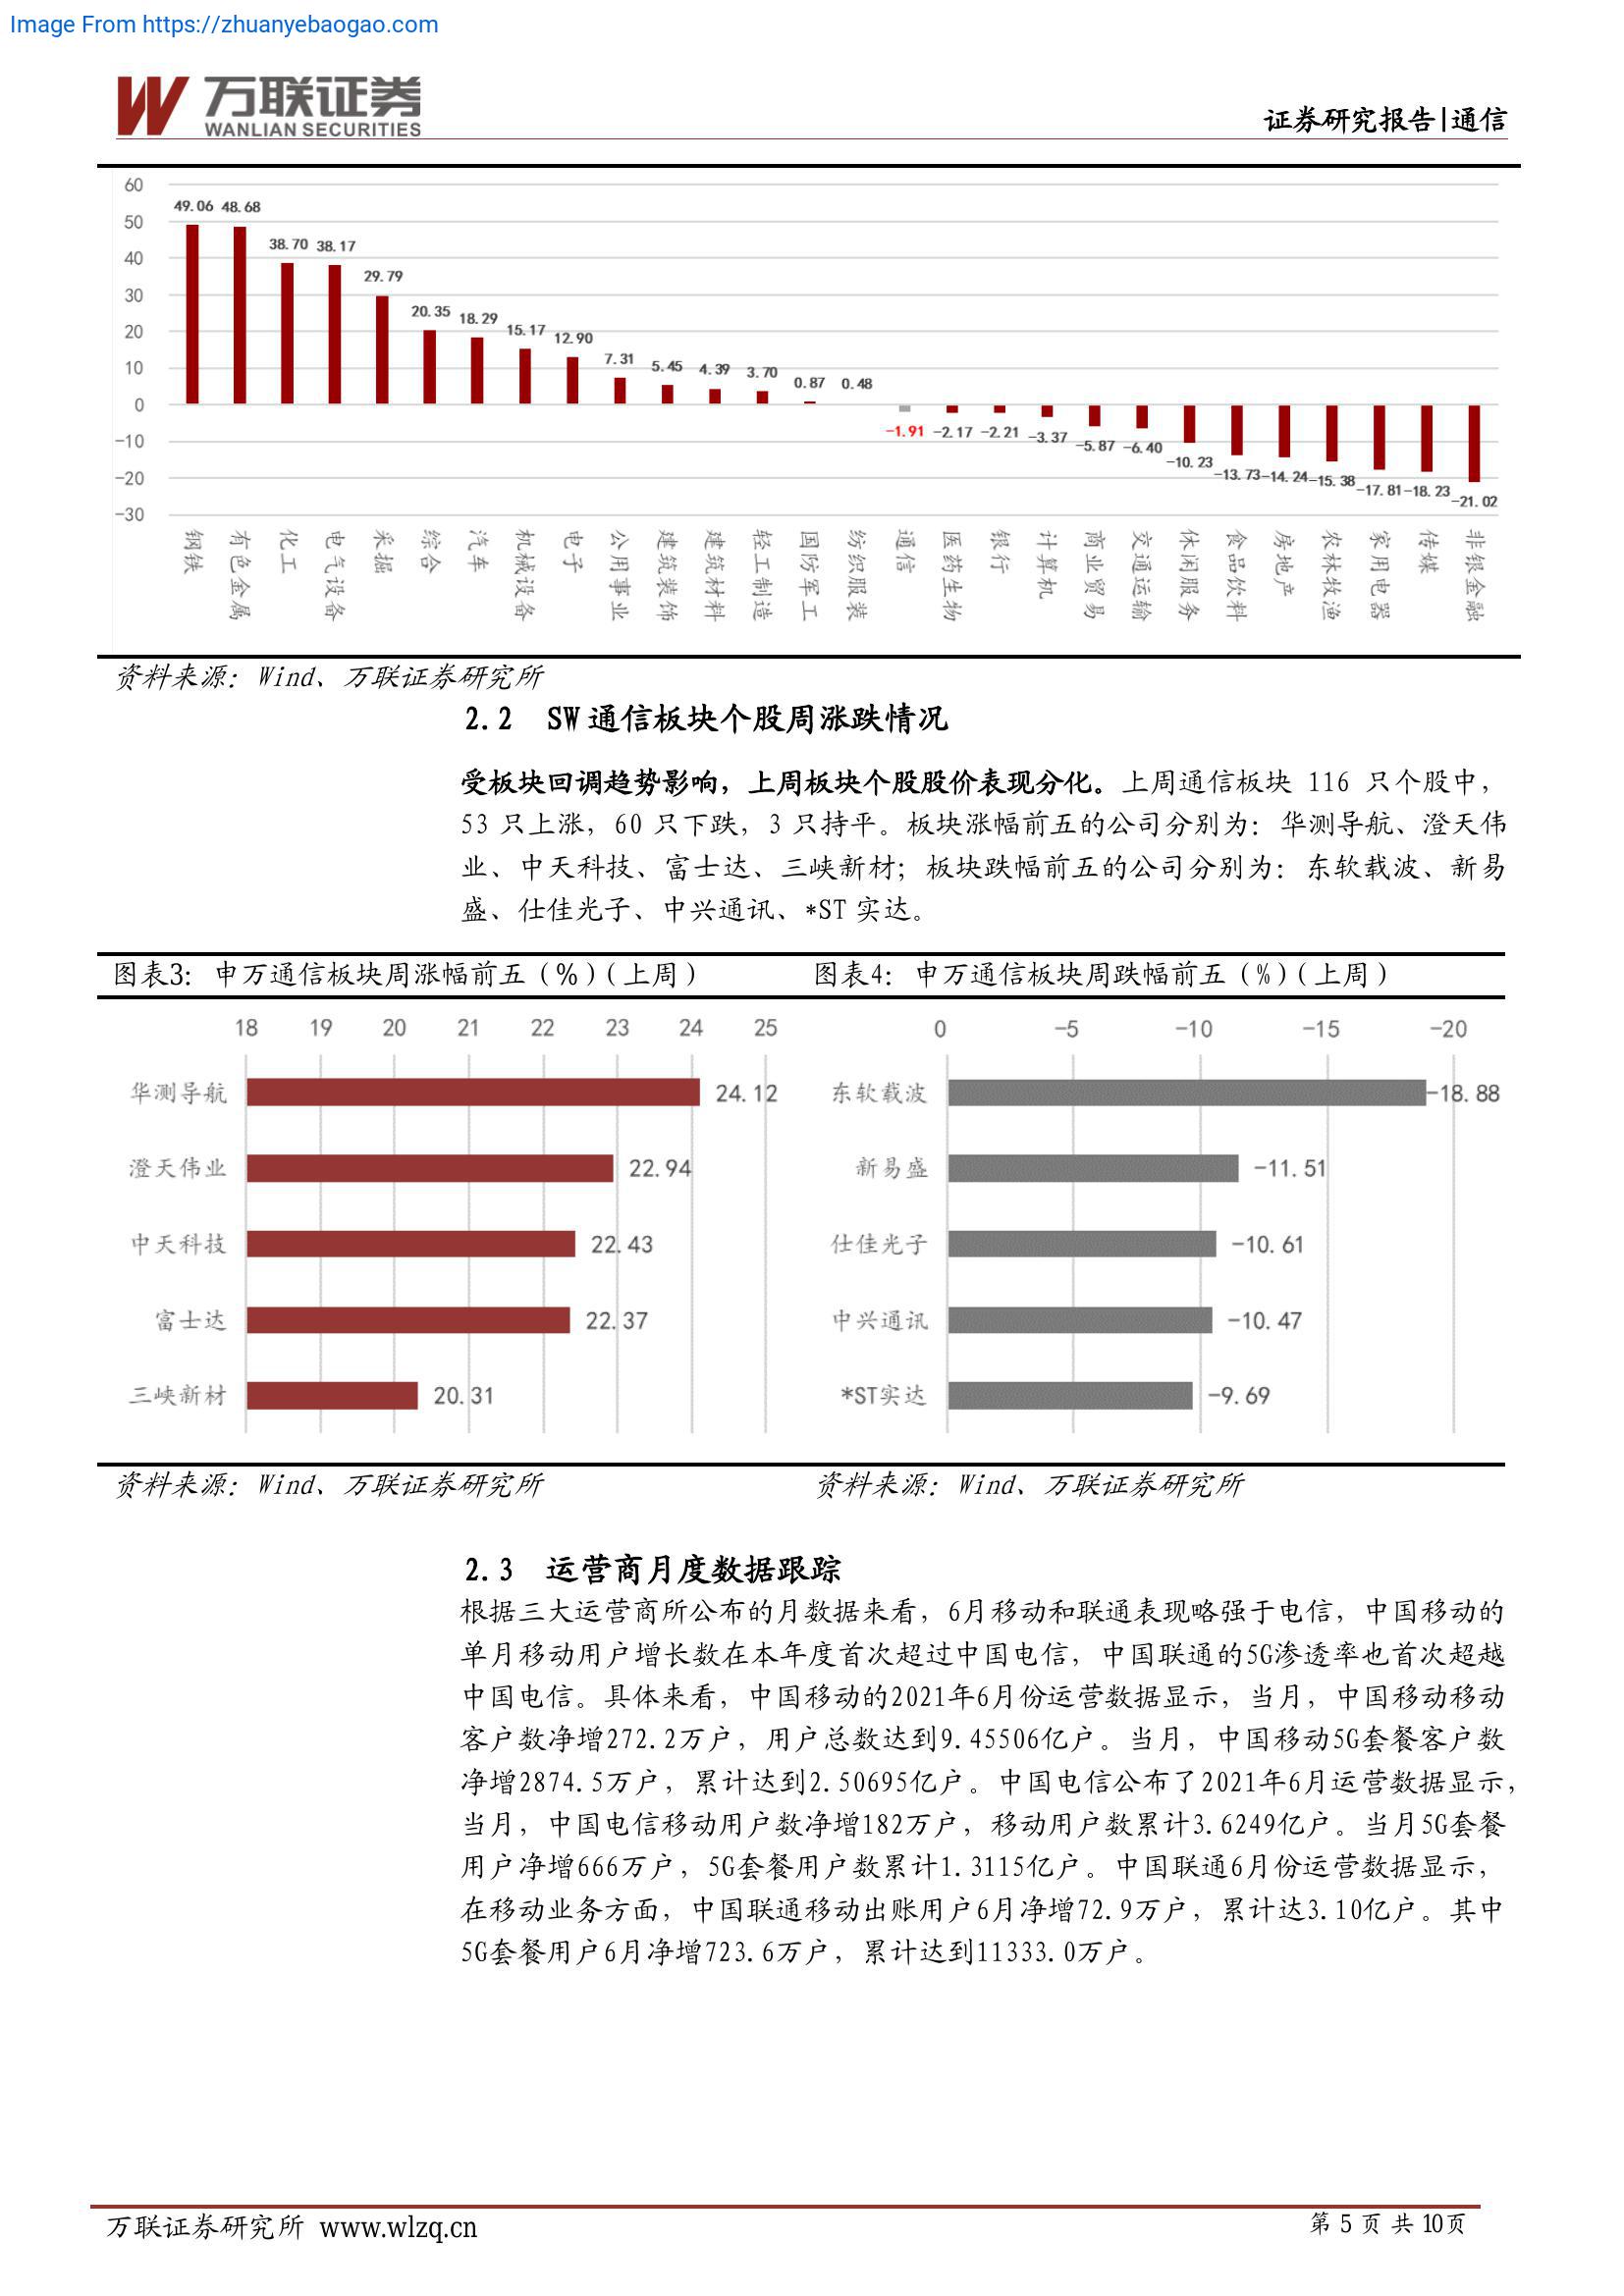 Image From https://zhuanyebaogao.com
万联证券
WANLIAN SECURITIES
证券研究报告|通信
60
50
40
30
20
10
0
-10
-20
-30
49.06 48.68 38.70 38.17 29.79 20.35 18.29 15.17 12.90 7.31 5.45 4.39 3.70 0.87 0.48 -1.91 -2.17 -2.21 -3.37 -5.87 -6.40 -10.23 -13.73 -14.24 -15.38 -17.81 -18.23 -21.02
钢铁 有色金属 化工 电气设备 采掘 综合 汽车 机械设备 电子 公用事业 建筑装饰 建筑材料 轻工制造 国防军工 纺织服装 通信 医药生物 银行 计算机 商业贸易 交通运输 休闲服务 食品饮料 房地产 农林牧渔 家用电器 传媒 非银金融
资料来源：Wind、万联证券研究所
2.2 SW通信板块个股周涨跌情况
受板块回调趋势影响，上周板块个股股价表现分化。上周通信板块 116 只个股中，
53 只上涨，60 只下跌，3 只持平。板块涨幅前五的公司分别为：华测导航、澄天伟
业、中天科技、富士达、三峡新材；板块跌幅前五的公司分别为：东软载波、新易
盛、仕佳光子、中兴通讯、*ST 实达。
图表3：申万通信板块周涨幅前五（%）（上周）
18 19 20 21 22 23 24 25
华测导航 24.12
澄天伟业 22.94
中天科技 22.43
富士达 22.37
三峡新材 20.31
资料来源：Wind、万联证券研究所
图表4：申万通信板块周跌幅前五（%）（上周）
0 -5 -10 -15 -20
东软载波 -18.88
新易盛 -11.51
仕佳光子 -10.61
中兴通讯 -10.47
*ST实达 -9.69
资料来源：Wind、万联证券研究所
2.3 运营商月度数据跟踪
根据三大运营商所公布的月数据来看，6月移动和联通表现略强于电信，中国移动的
单月移动用户增长数在本年度首次超过中国电信，中国联通的5G渗透率也首次超越
中国电信。具体来看，中国移动的2021年6月份运营数据显示，当月，中国移动移动
客户数净增272.2万户，用户总数达到9.45506亿户。当月，中国移动5G套餐客户数
净增2874.5万户，累计达到2.50695亿户。中国电信公布了2021年6月运营数据显示，
当月，中国电信移动用户数净增182万户，移动用户数累计3.6249亿户。当月5G套餐
用户净增666万户，5G套餐用户数累计1.3115亿户。中国联通6月份运营数据显示，
在移动业务方面，中国联通移动出账用户6月净增72.9万户，累计达3.10亿户。其中
5G套餐用户6月净增723.6万户，累计达到11333.0万户。
万联证券研究所 www.wlzq.cn
第 5 页 共 10页